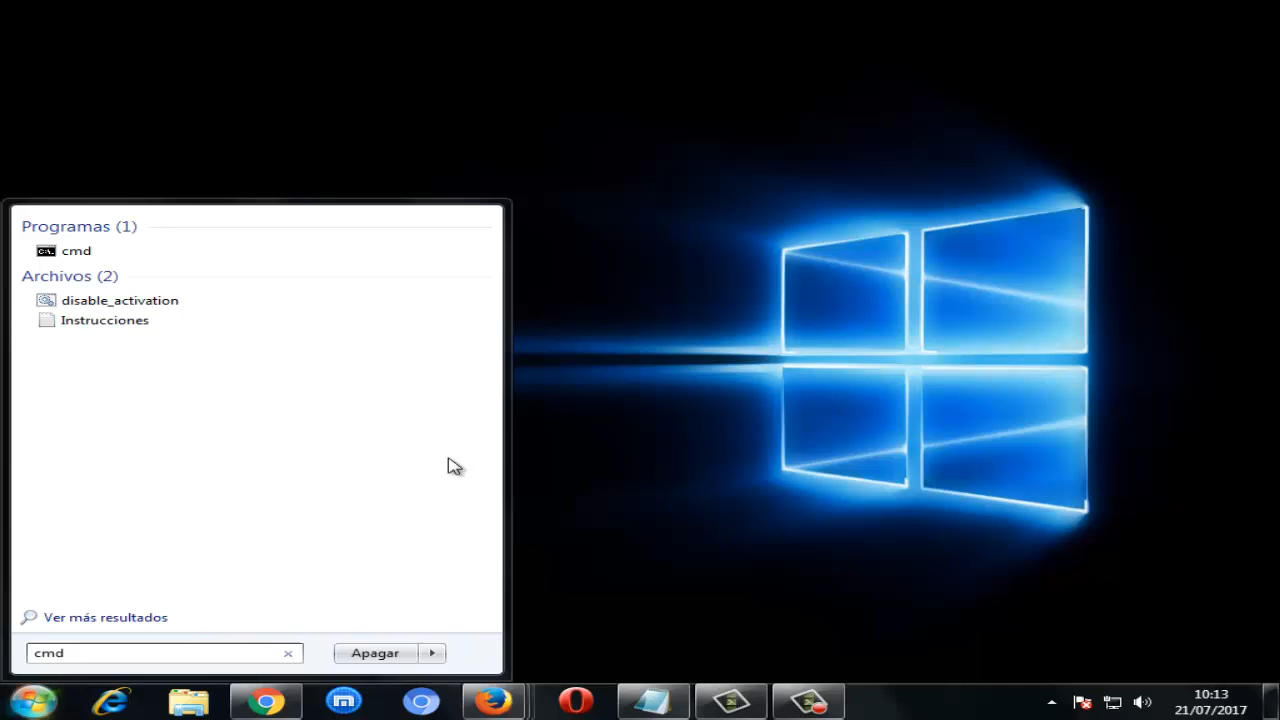 Programas (1)
cmd
Archivos (2)
disable_activation
Instrucciones
Ver más resultados
cmd
Apagar
10:13
21/07/2017